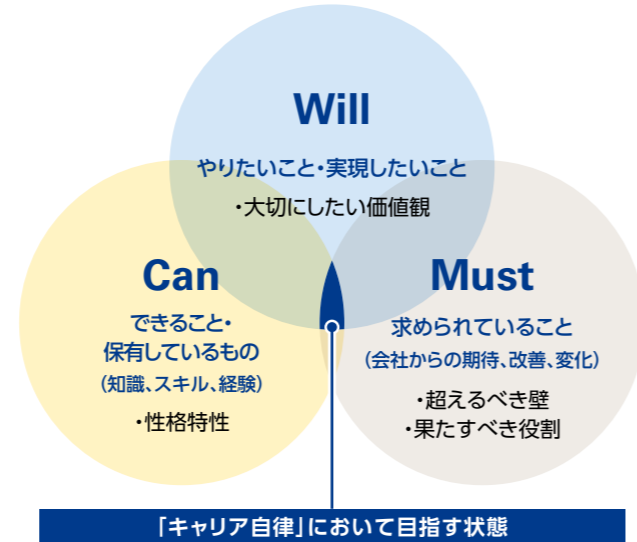 Will
やりたいこと・実現したいこと
・大切にしたい価値観
Can
できること・
保有しているもの
(知識、スキル、経験)
・性格特性
Must
求められていること
(会社からの期待、改善、変化)
・超えるべき壁
・果たすべき役割
「キャリア自律」において目指す状態